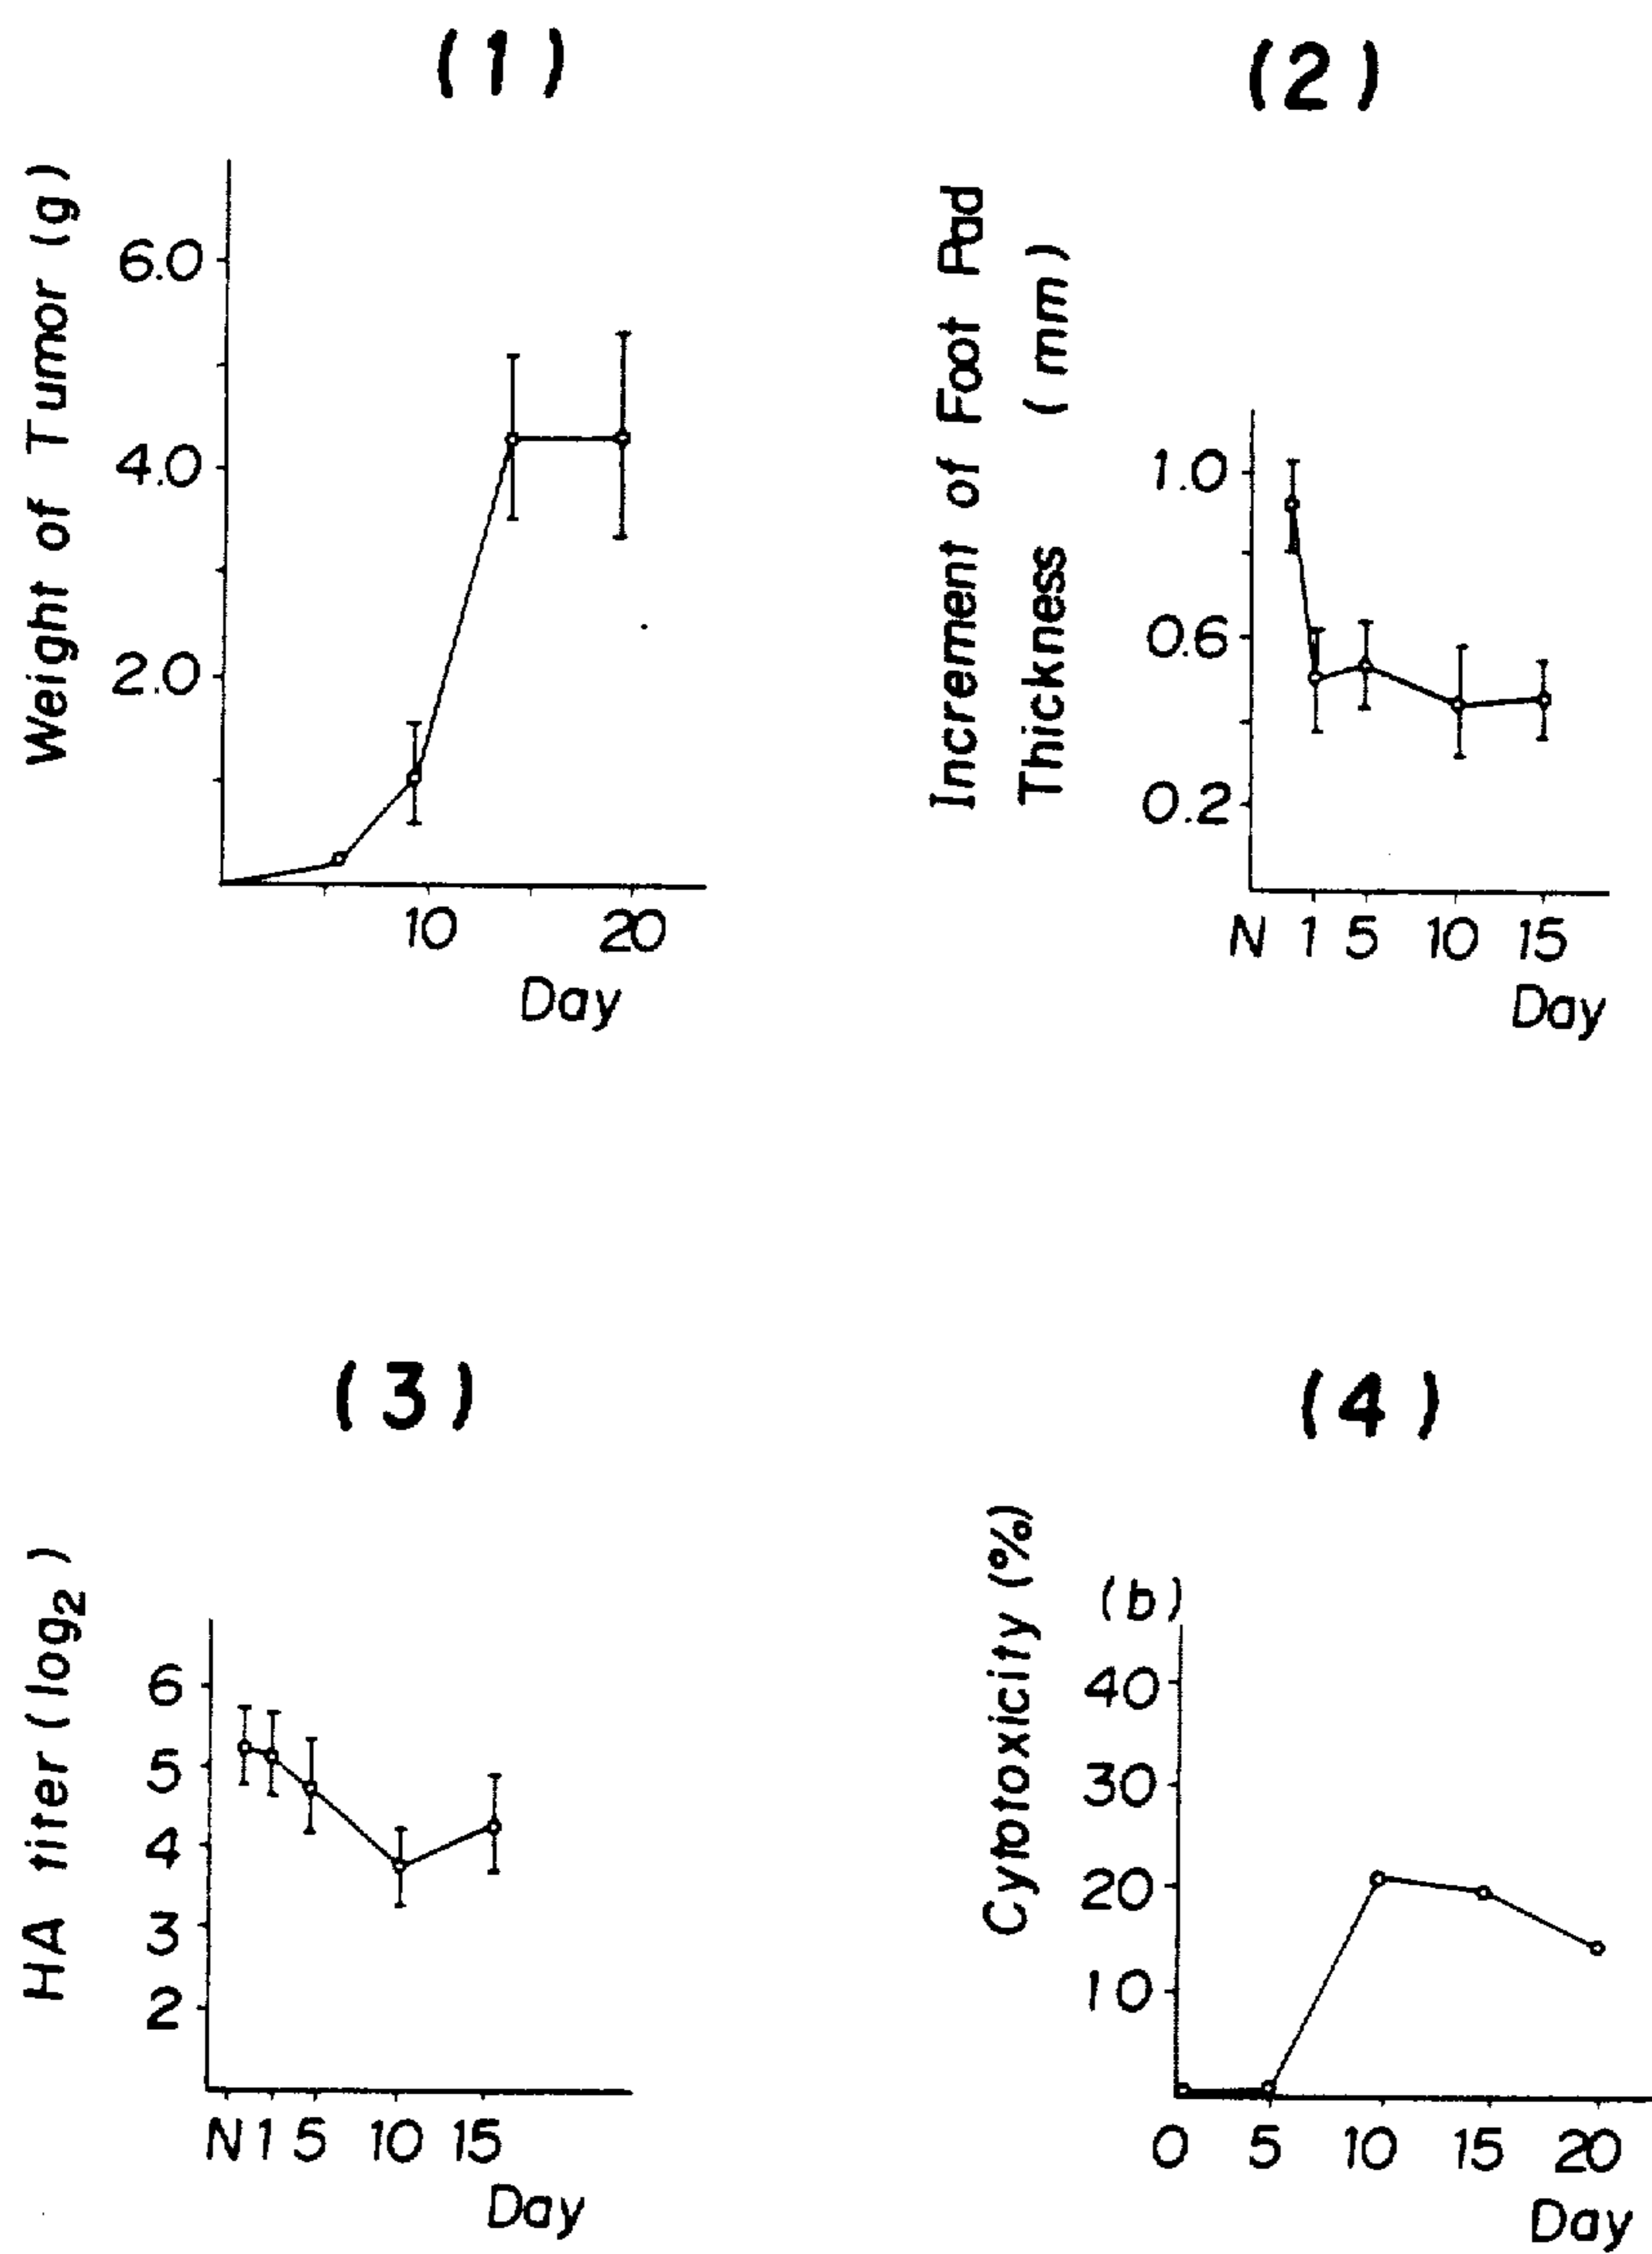 (1)
Weight of Tumor (g)
6.0
4.0
2.0
10 20
Day
(2)
Increment of Foot Pad
Thickness (mm)
1.0
0.6
0.2
N 1 5 10 15
Day
(3)
HA titer (log2)
6
5
4
3
2
N 1 5 10 15
Day
(4)
Cytotoxicity (%)
(b)
40
30
20
10
0 5 10 15 20
Day